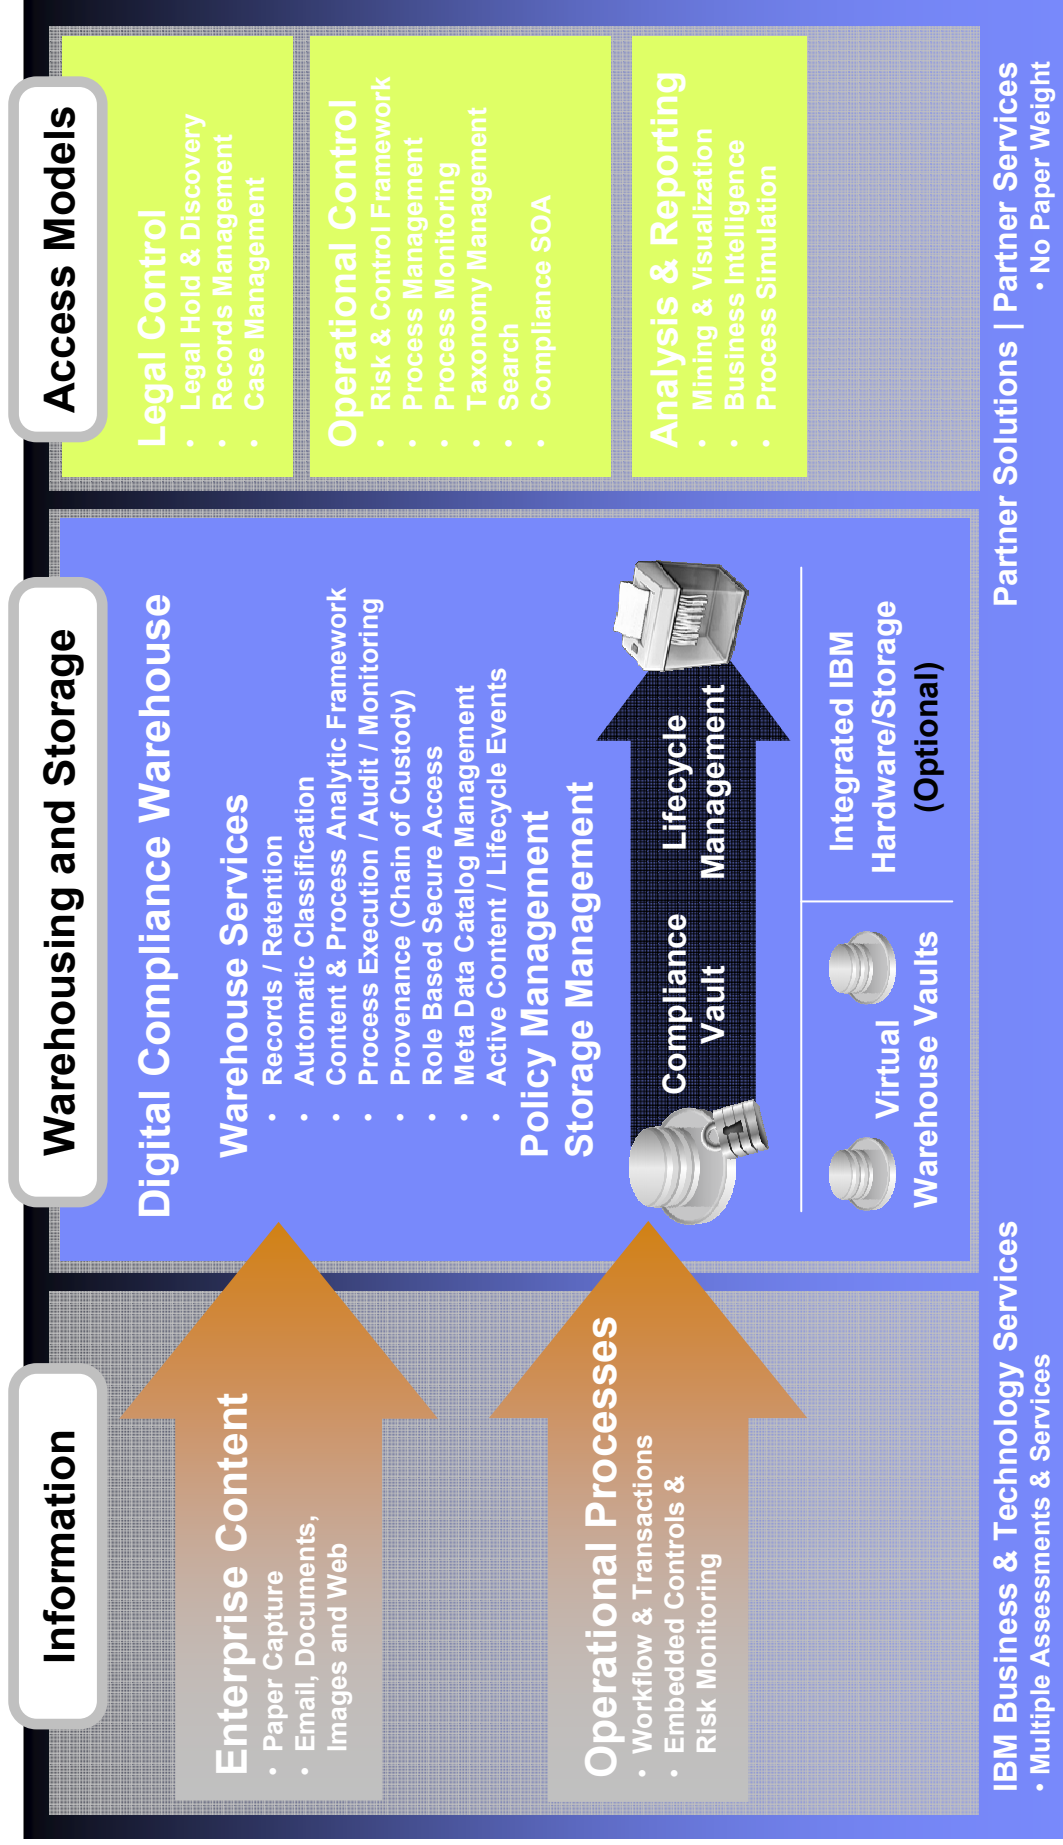 Information
Enterprise Content
• Paper Capture
• Email, Documents,
Images and Web
Operational Processes
• Workflow & Transactions
• Embedded Controls &
Risk Monitoring
Warehousing and Storage
Digital Compliance Warehouse
Warehouse Services
• Records / Retention
• Automatic Classification
• Content & Process Analytic Framework
• Process Execution / Audit / Monitoring
• Provenance (Chain of Custody)
• Role Based Secure Access
• Meta Data Catalog Management
• Active Content / Lifecycle Events
Policy Management
Storage Management
Compliance
Vault
Lifecycle
Management
Virtual
Warehouse Vaults
Integrated IBM
Hardware/Storage
(Optional)
Access Models
Legal Control
• Legal Hold & Discovery
• Records Management
• Case Management
Operational Control
• Risk & Control Framework
• Process Management
• Process Monitoring
• Taxonomy Management
• Search
• Compliance SOA
Analysis & Reporting
• Mining & Visualization
• Business Intelligence
• Process Simulation
IBM Business & Technology Services
• Multiple Assessments & Services
Partner Solutions | Partner Services
• No Paper Weight